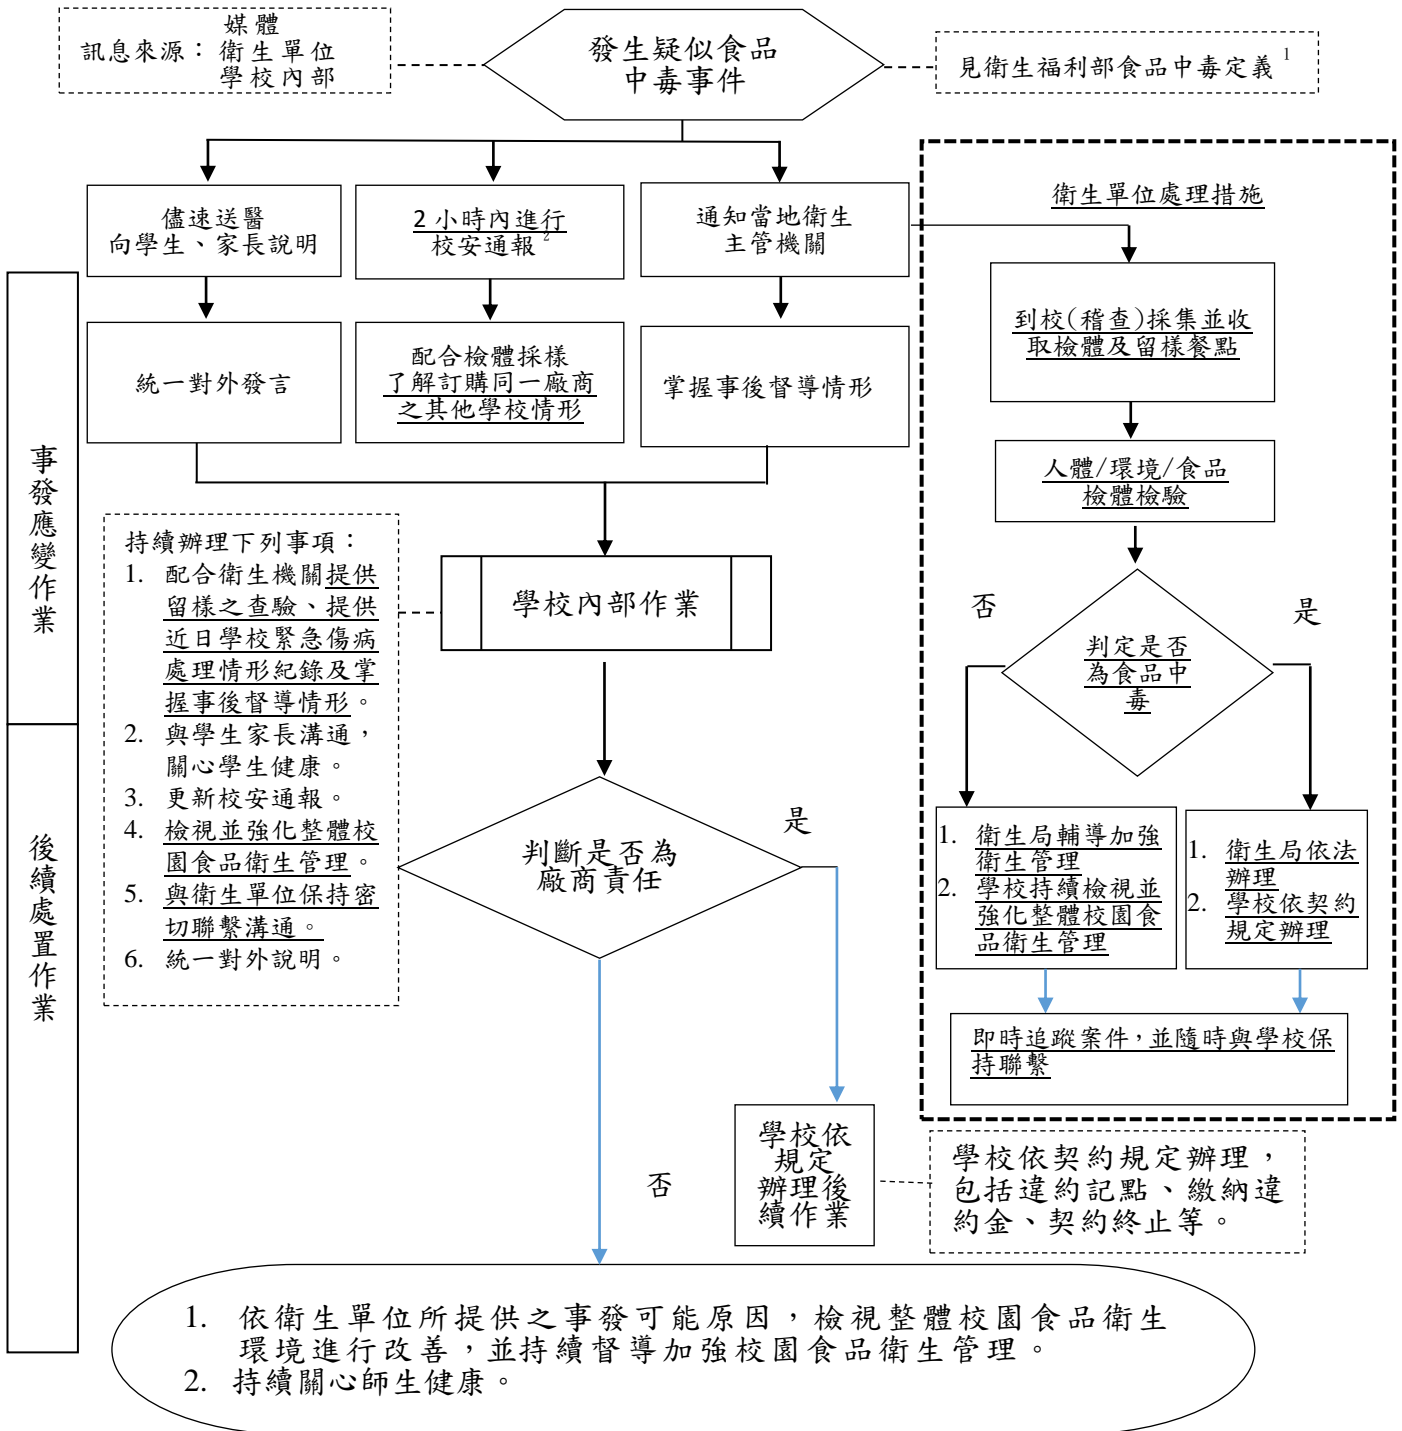 媒體
訊息來源：衛生單位
學校內部
發生疑似食品
中毒事件
見衛生福利部食品中毒定義1
儘速送醫
向學生、家長說明
2小時內進行
校安通報2
通知當地衛生
主管機關
衛生單位處理措施
統一對外發言
配合檢體採樣
了解訂購同一廠商
之其他學校情形
掌握事後督導情形
到校(稽查)採集並收
取檢體及留樣餐點
人體/環境/食品
檢體檢驗
事發應變作業
持續辦理下列事項：
1. 配合衛生機關提供
留樣之查驗、提供
近日學校緊急傷病
處理情形紀錄及掌
握事後督導情形。
2. 與學生家長溝通，
關心學生健康。
3. 更新校安通報。
4. 檢視並強化整體校
園食品衛生管理。
5. 與衛生單位保持密
切聯繫溝通。
6. 統一對外說明。
學校內部作業
否
是
判定是否
為食品中
毒
後續處置作業
判斷是否為
廠商責任
是
1. 衛生局輔導加強
衛生管理
2. 學校持續檢視並
強化整體校園食
品衛生管理
1. 衛生局依法
辦理
2. 學校依契約
規定辦理
即時追蹤案件，並隨時與學校保
持聯繫
否
學校依
規定
辦理後
續作業
學校依契約規定辦理，
包括違約記點、繳納違
約金、契約終止等。
1. 依衛生單位所提供之事發可能原因，檢視整體校園食品衛生
環境進行改善，並持續督導加強校園食品衛生管理。
2. 持續關心師生健康。